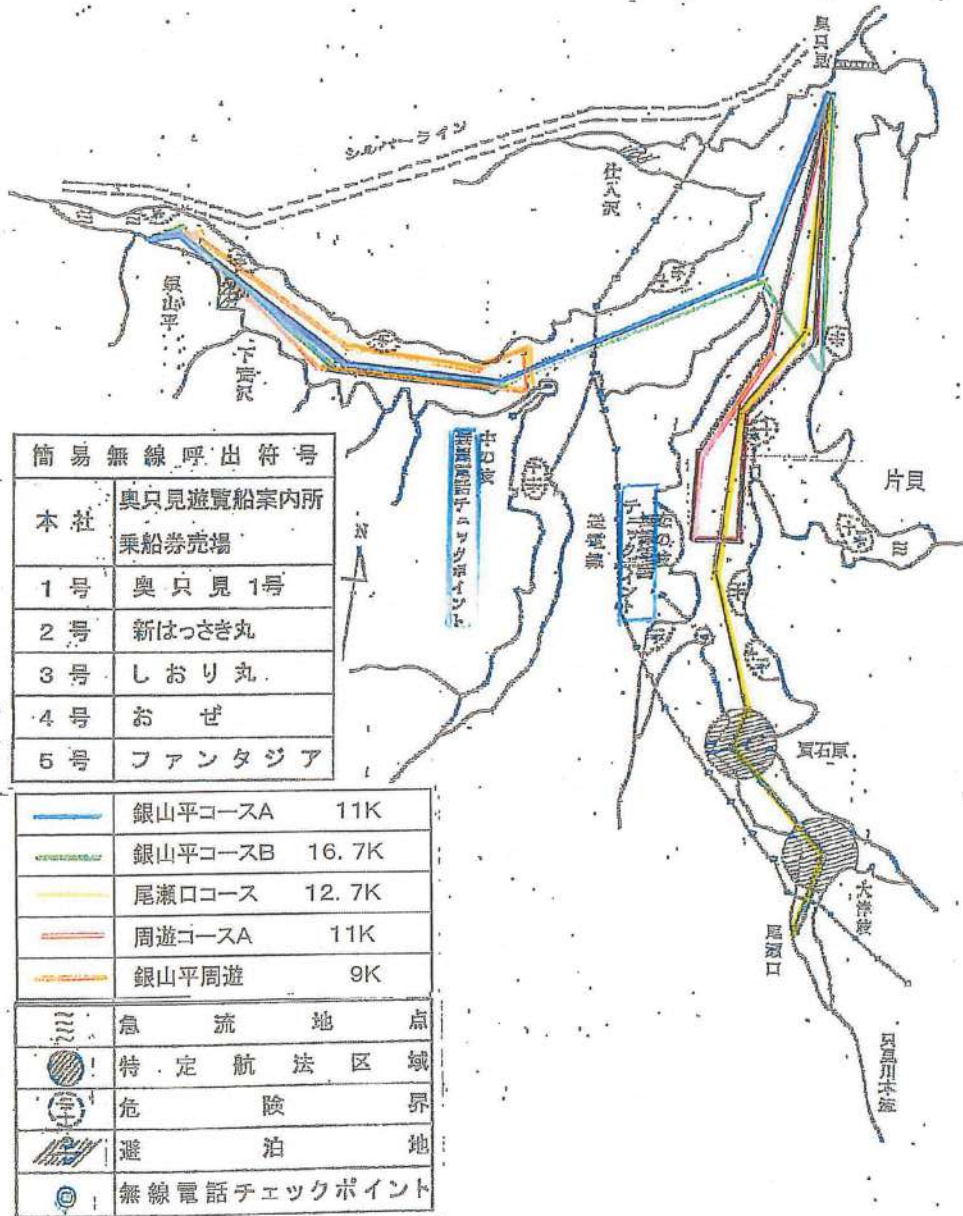 奥只見
シルバーライン
仕入沢
銀山平
下戸沢
中の岐
無線電話チェックポイント
チェックポイント
片貝
N
買石原
大津岐
尾瀬口
只見川本流
簡易無線呼出符号
本社 奥只見遊覧船案内所
乗船券売場
1号 奥只見1号
2号 新はっさき丸
3号 しおり丸
4号 おぜ
5号 ファンタジア
銀山平コースA 11K
銀山平コースB 16.7K
尾瀬口コース 12.7K
周遊コースA 11K
銀山平周遊 9K
急流地点
特定航法区域
危険界
避泊地
無線電話チェックポイント